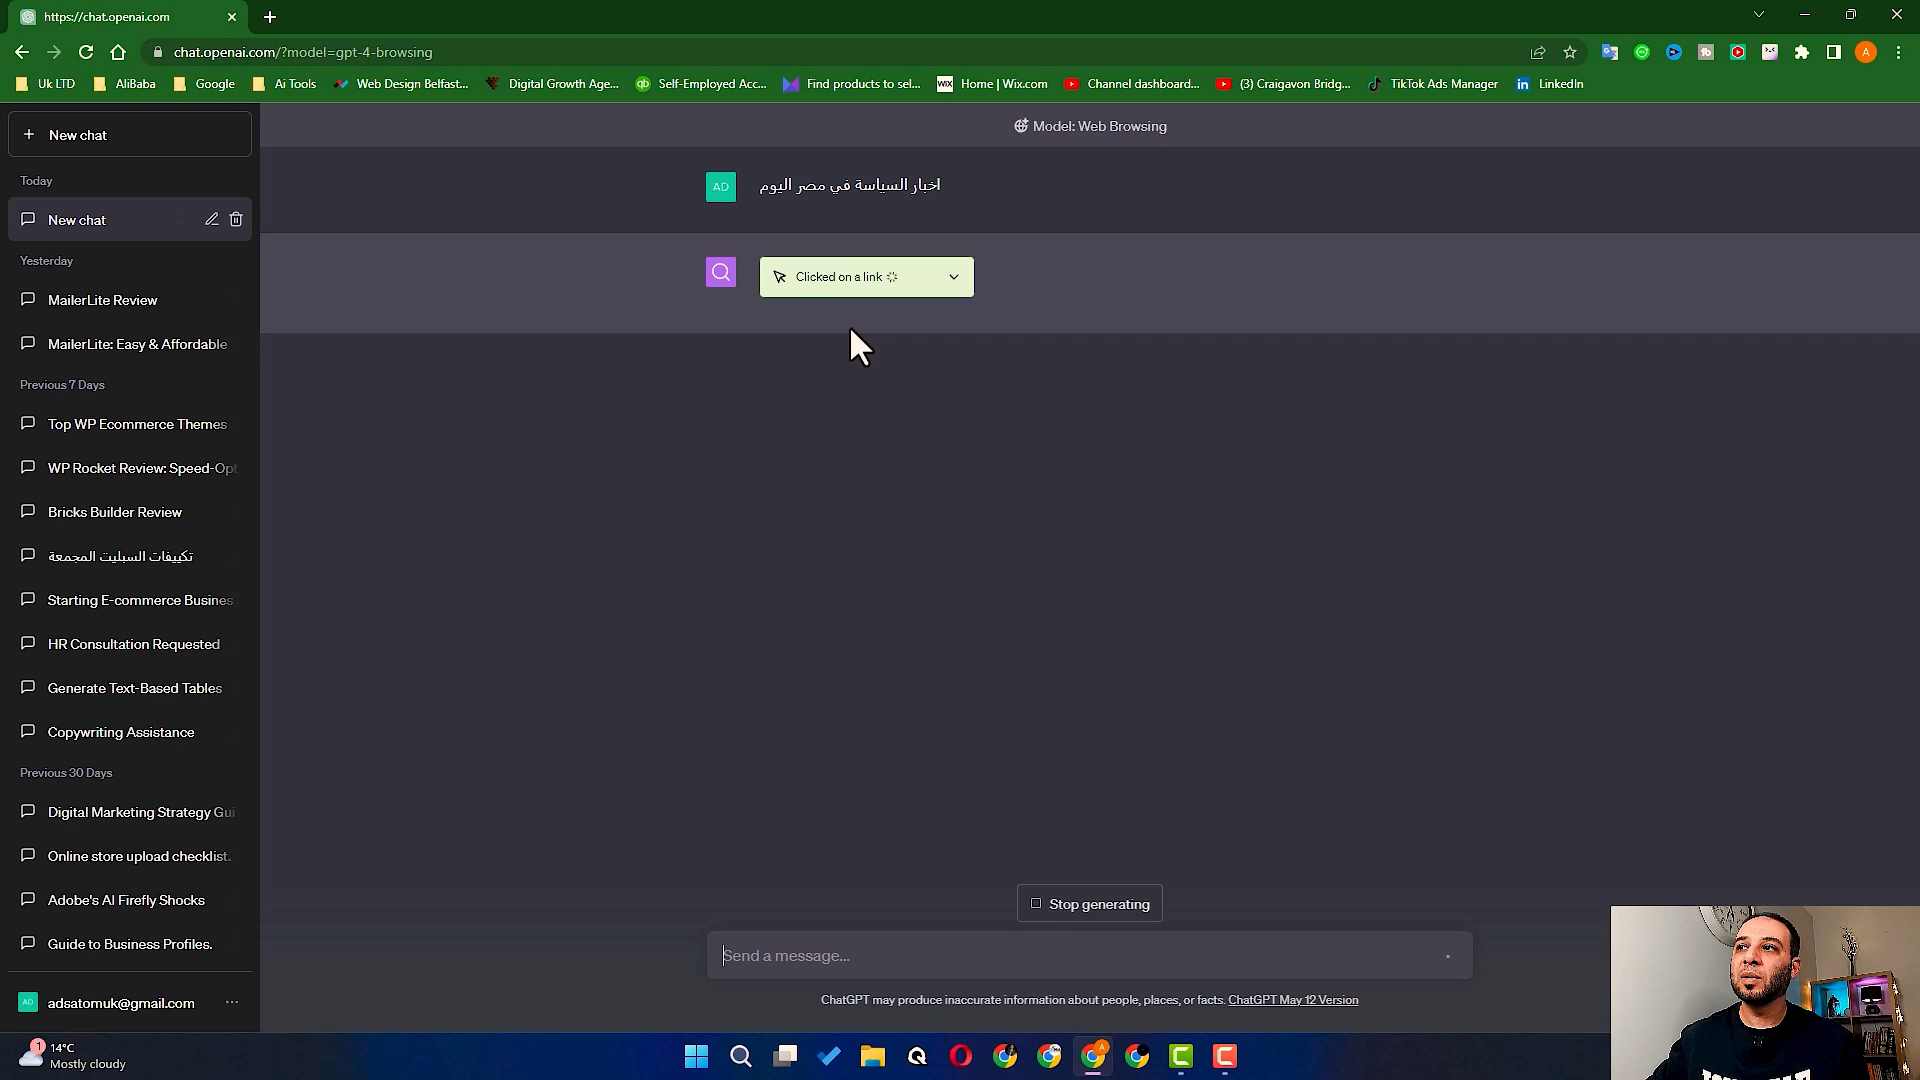 https://chat.openai.com
chat.openai.com/?model=gpt-4-browsing
Uk LTD
AliBaba
Google
Ai Tools
Web Design Belfast...
Digital Growth Age...
Self-Employed Acc...
Find products to sel...
WIX
Home | Wix.com
Channel dashboard...
(3) Craigavon Bridg...
TikTok Ads Manager
in
LinkedIn
A
New chat
Today
New chat
Yesterday
MailerLite Review
MailerLite: Easy & Affordable
Previous 7 Days
Top WP Ecommerce Themes
WP Rocket Review: Speed-Opt
Bricks Builder Review
تكييفات السبليت المجمعة
Starting E-commerce Busines
HR Consultation Requested
Generate Text-Based Tables
Copywriting Assistance
Previous 30 Days
Digital Marketing Strategy Gui
Online store upload checklist.
Adobe's AI Firefly Shocks
Guide to Business Profiles.
AD
adsatomuk@gmail.com
Model: Web Browsing
AD
اخبار السياسة في مصر اليوم
Clicked on a link
Stop generating
Send a message...
ChatGPT may produce inaccurate information about people, places, or facts. ChatGPT May 12 Version
1
14°C
Mostly cloudy
A